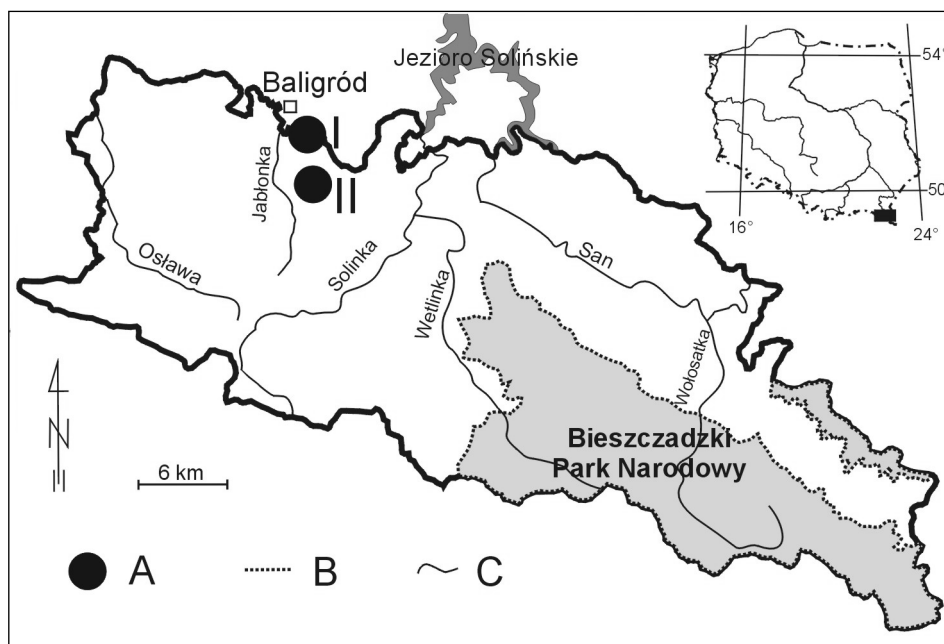 Jezioro Solińskie
54°
Baligród
I
II
Jabłonka
50°
16°
24°
Osława
Solinka
San
Wetlinka
Wołosatka
N
6 km
Bieszczadzki
Park Narodowy
A
B
C